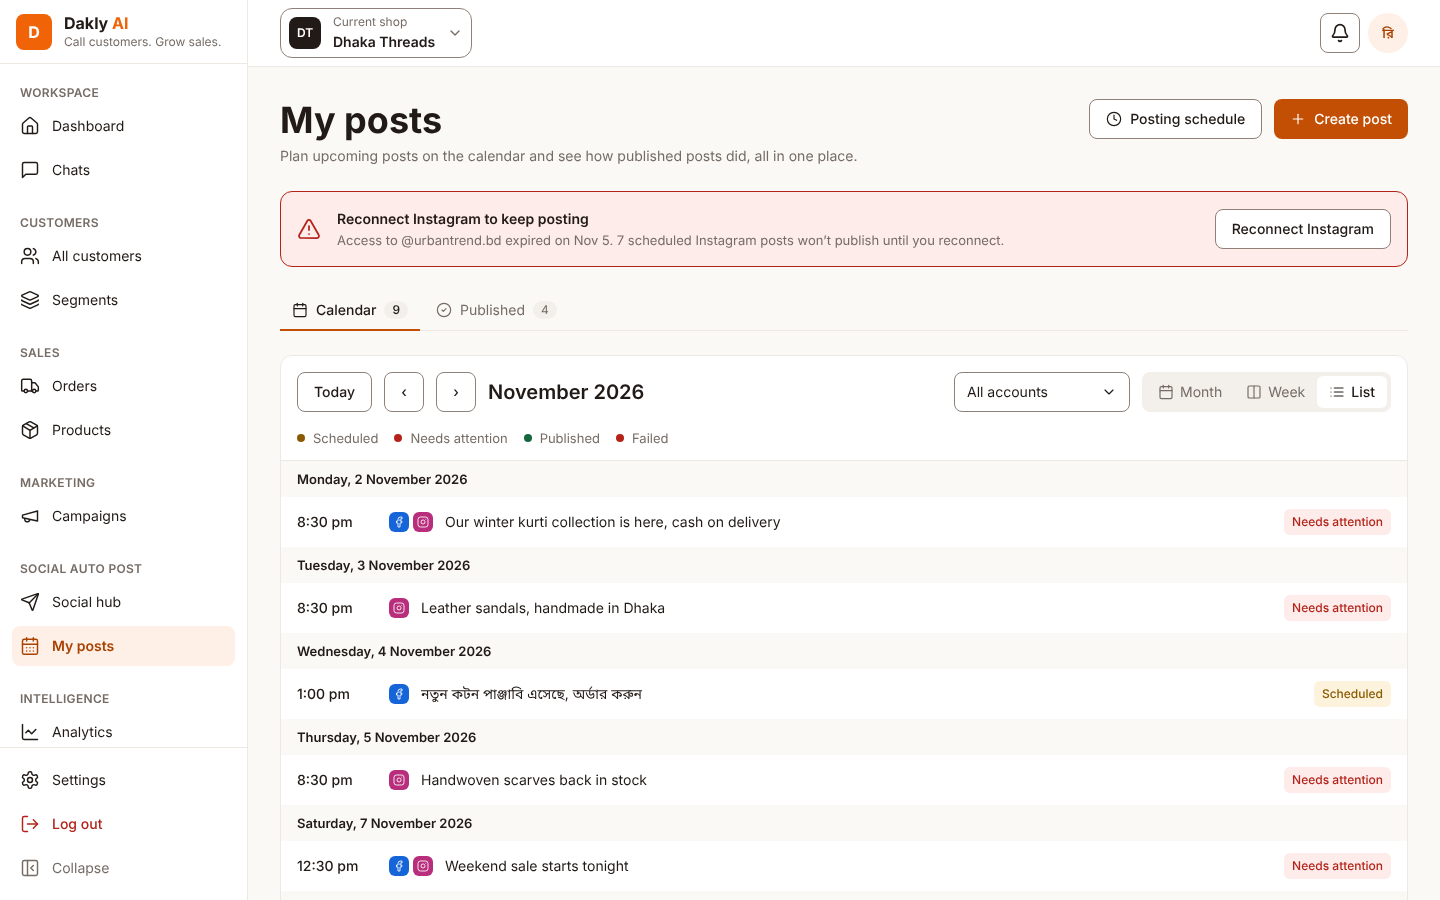 D
Dakly AI
Call customers. Grow sales.
WORKSPACE
Dashboard
Chats
CUSTOMERS
All customers
Segments
SALES
Orders
Products
MARKETING
Campaigns
SOCIAL AUTO POST
Social hub
My posts
INTELLIGENCE
Analytics
Settings
Log out
Collapse
DT
Current shop
Dhaka Threads
রি
My posts
Plan upcoming posts on the calendar and see how published posts did, all in one place.
Posting schedule
Create post
Reconnect Instagram to keep posting
Access to @urbantrend.bd expired on Nov 5. 7 scheduled Instagram posts won’t publish until you reconnect.
Reconnect Instagram
Calendar 9
Published 4
Today ‹ › November 2026
All accounts
Month Week List
Scheduled Needs attention Published Failed
Monday, 2 November 2026
8:30 pm Our winter kurti collection is here, cash on delivery Needs attention
Tuesday, 3 November 2026
8:30 pm Leather sandals, handmade in Dhaka Needs attention
Wednesday, 4 November 2026
1:00 pm নতুন কটন পাঞ্জাবি এসেছে, অর্ডার করুন Scheduled
Thursday, 5 November 2026
8:30 pm Handwoven scarves back in stock Needs attention
Saturday, 7 November 2026
12:30 pm Weekend sale starts tonight Needs attention